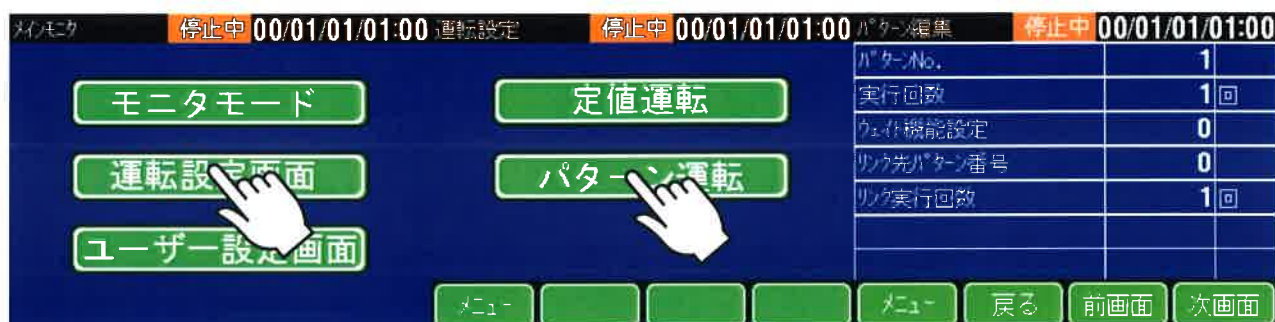 メインモニタ 停止中 00/01/01/01:00
モニタモード
運転設定画面
ユーザー設定画面
運転設定 停止中 00/01/01/01:00
定値運転
パターン運転
メニュー
パターン編集 停止中 00/01/01/01:00
パターンNo. 1
実行回数 1 回
ウェイト機能設定 0
リンク先パターン番号 0
リンク実行回数 1 回
メニュー 戻る 前画面 次画面